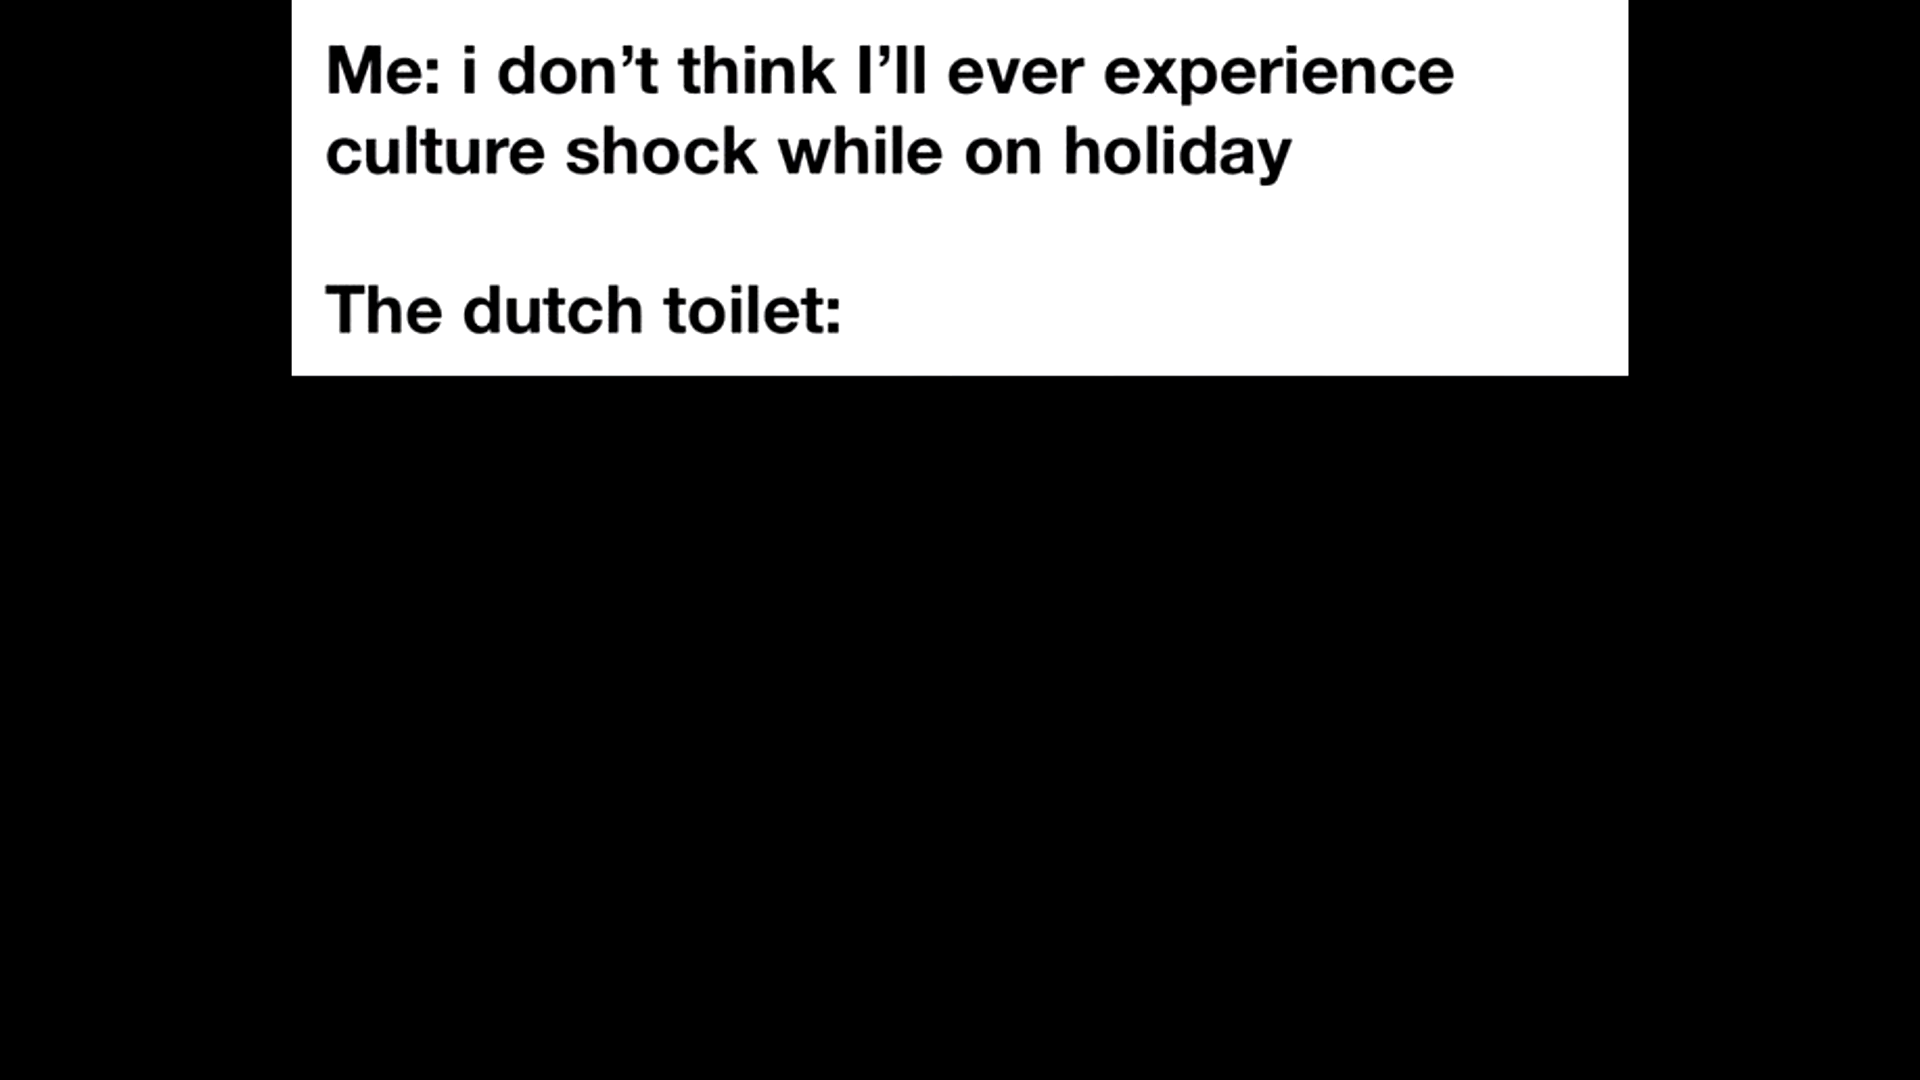 Me: i don’t think I’ll ever experience
culture shock while on holiday
The dutch toilet: